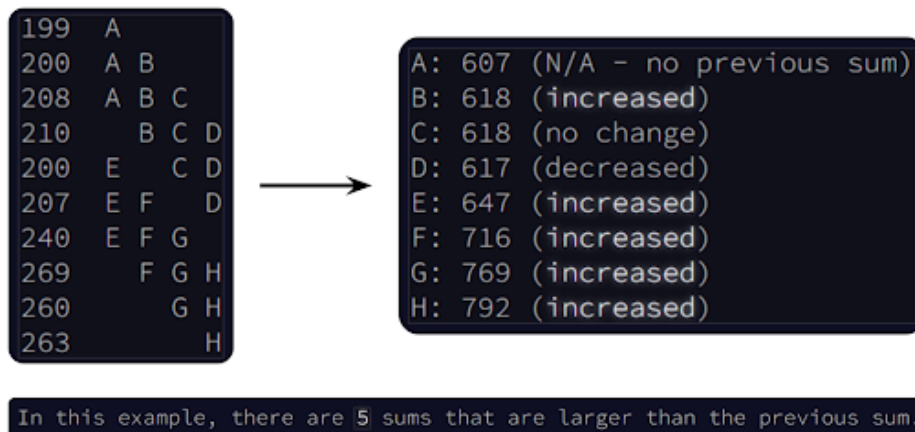 199 A
200 A B
208 A B C
210 B C D
200 E C D
207 E F D
240 E F G
269 F G H
260 G H
263 H
A: 607 (N/A - no previous sum)
B: 618 (increased)
C: 618 (no change)
D: 617 (decreased)
E: 647 (increased)
F: 716 (increased)
G: 769 (increased)
H: 792 (increased)
In this example, there are 5 sums that are larger than the previous sum.